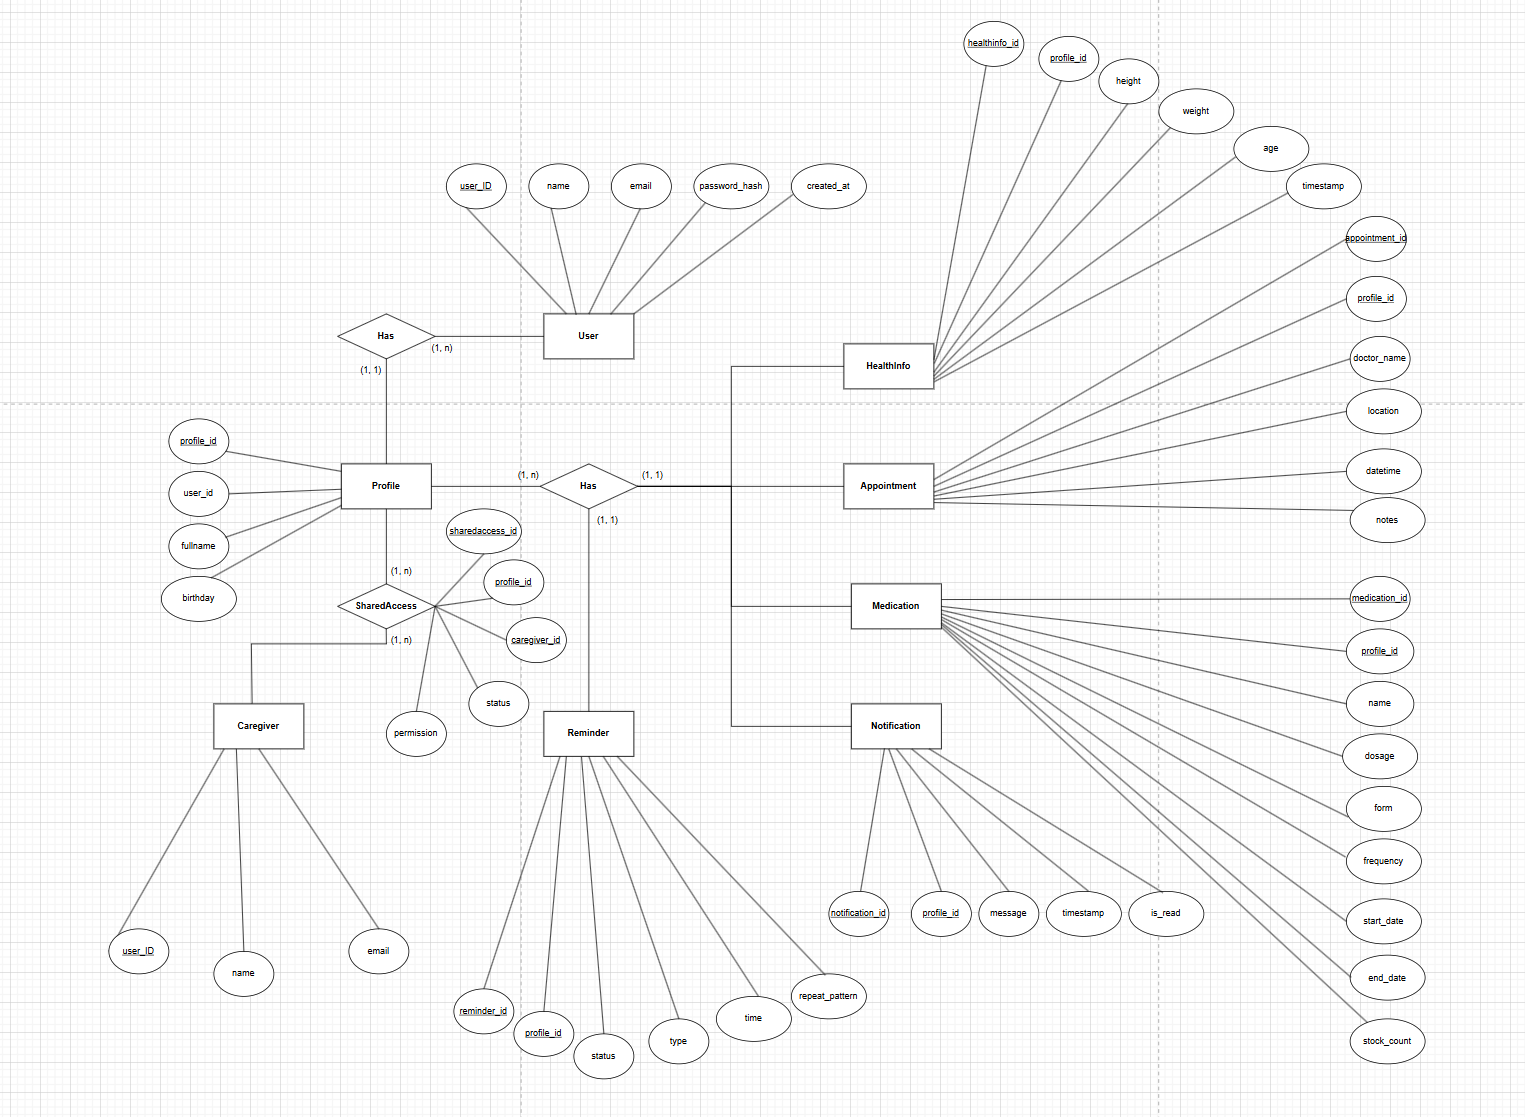 healthinfo_id
profile_id
height
weight
age
timestamp
user_ID
name
email
password_hash
created_at
appointment_id
profile_id
doctor_name
location
datetime
notes
Has
(1, n)
(1, 1)
User
HealthInfo
profile_id
user_id
fullname
birthday
Profile
(1, n)
Has
(1, 1)
(1, 1)
Appointment
sharedaccess_id
profile_id
caregiver_id
status
permission
(1, n)
SharedAccess
(1, n)
Medication
medication_id
profile_id
name
dosage
form
frequency
start_date
end_date
stock_count
Caregiver
Reminder
Notification
user_ID
name
email
notification_id
profile_id
message
timestamp
is_read
reminder_id
profile_id
status
type
time
repeat_pattern